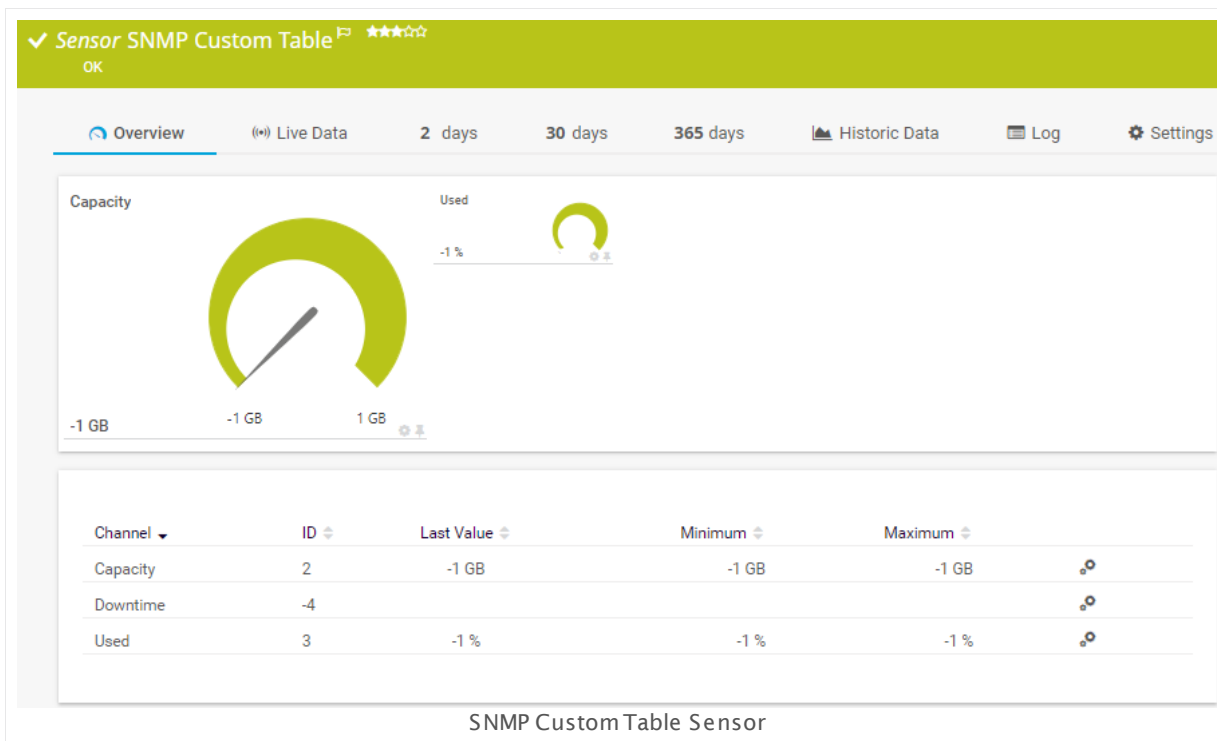 Sensor SNMP Custom Table
OK
Overview Live Data 2 days 30 days 365 days Historic Data Log Settings
Capacity
Used
-1 %
-1 GB 1 GB
-1 GB
Channel ID Last Value Minimum Maximum
Capacity 2 -1 GB -1 GB -1 GB
Downtime -4
Used 3 -1 % -1 % -1 %
SNMP Custom Table Sensor